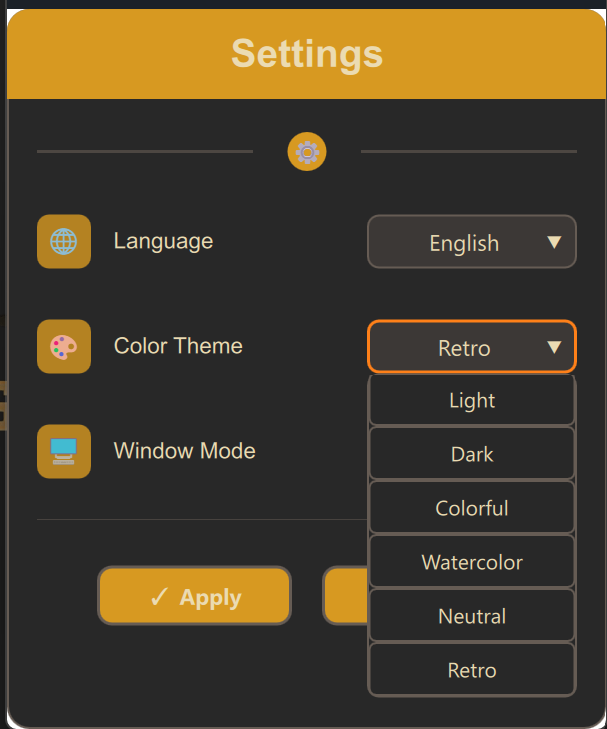 Settings
Language
English ▼
Color Theme
Retro ▼
Light
Dark
Window Mode
Colorful
Watercolor
✓ Apply
Neutral
Retro